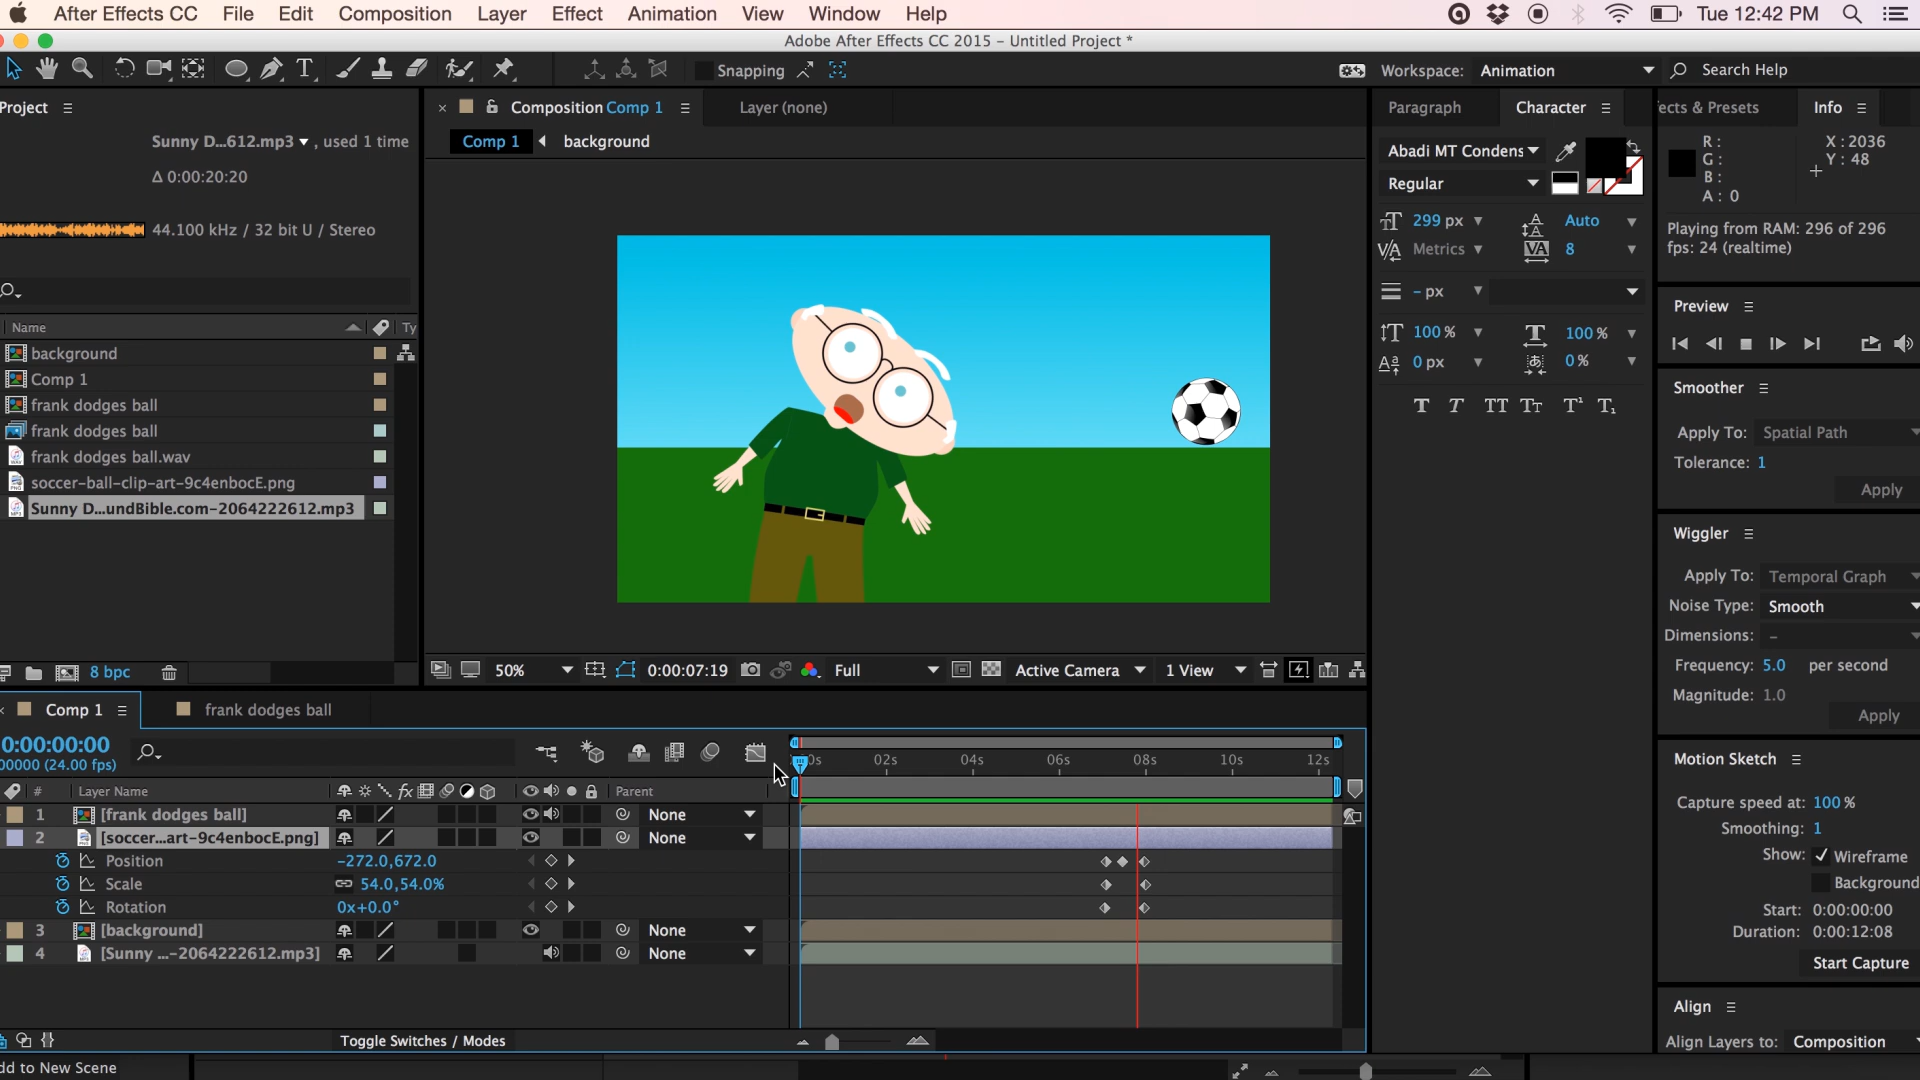 After Effects CC File Edit Composition Layer Effect Animation View Window Help Tue 12:42 PM
Adobe After Effects CC 2015 – Untitled Project *
Snapping Workspace: Animation Search Help
Project
Sunny D...612.mp3 , used 1 time
Δ 0:00:20:20
44.100 kHz / 32 bit U / Stereo
Name Ty
background
Comp 1
frank dodges ball
frank dodges ball
frank dodges ball.wav
soccer-ball-clip-art-9c4enbocE.png
Sunny D...undBible.com-2064222612.mp3
8 bpc
Composition Comp 1 Layer (none)
Comp 1 background
50% 0:00:07:19 Full Active Camera 1 View
Paragraph Character
Abadi MT Condens
Regular
299 px Auto
Metrics 8
– px
100 % 100 %
0 px 0 %
T T TT Tt T¹ T₁
ects & Presets Info
R : X : 2036
G : Y : 48
B :
A : 0
Playing from RAM: 296 of 296
fps: 24 (realtime)
Preview
Smoother
Apply To: Spatial Path
Tolerance: 1
Apply
Wiggler
Apply To: Temporal Graph
Noise Type: Smooth
Dimensions: –
Frequency: 5.0 per second
Magnitude: 1.0
Apply
Motion Sketch
Capture speed at: 100 %
Smoothing: 1
Show: Wireframe
Background
Start: 0:00:00:00
Duration: 0:00:12:08
Start Capture
Align
Align Layers to: Composition
Comp 1 frank dodges ball
0:00:00:00
00000 (24.00 fps)
0s 02s 04s 06s 08s 10s 12s
# Layer Name fx Parent
1 [frank dodges ball] None
2 [soccer...art-9c4enbocE.png] None
Position -272.0,672.0
Scale 54.0,54.0%
Rotation 0x+0.0°
3 [background] None
4 [Sunny ...-2064222612.mp3] None
Toggle Switches / Modes
dd to New Scene